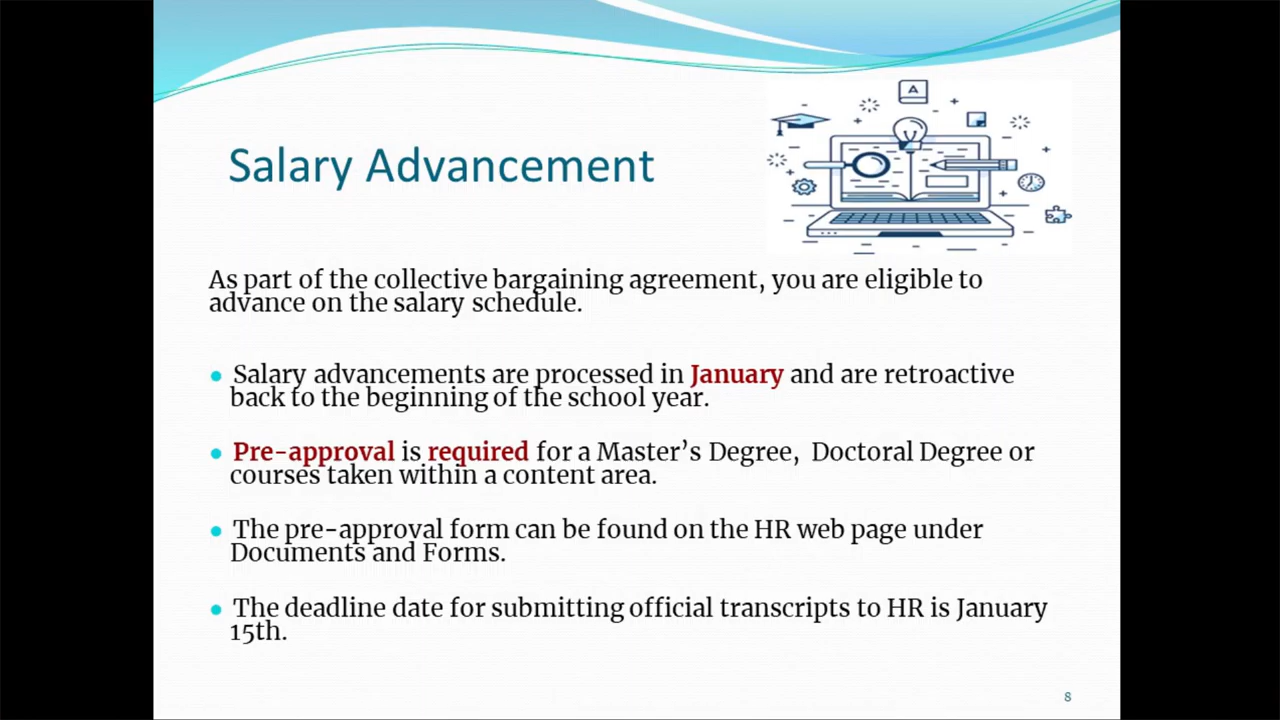 A
Salary Advancement
As part of the collective bargaining agreement, you are eligible to
advance on the salary schedule.
• Salary advancements are processed in January and are retroactive
back to the beginning of the school year.
• Pre-approval is required for a Master’s Degree, Doctoral Degree or
courses taken within a content area.
• The pre-approval form can be found on the HR web page under
Documents and Forms.
• The deadline date for submitting official transcripts to HR is January
15th.
8